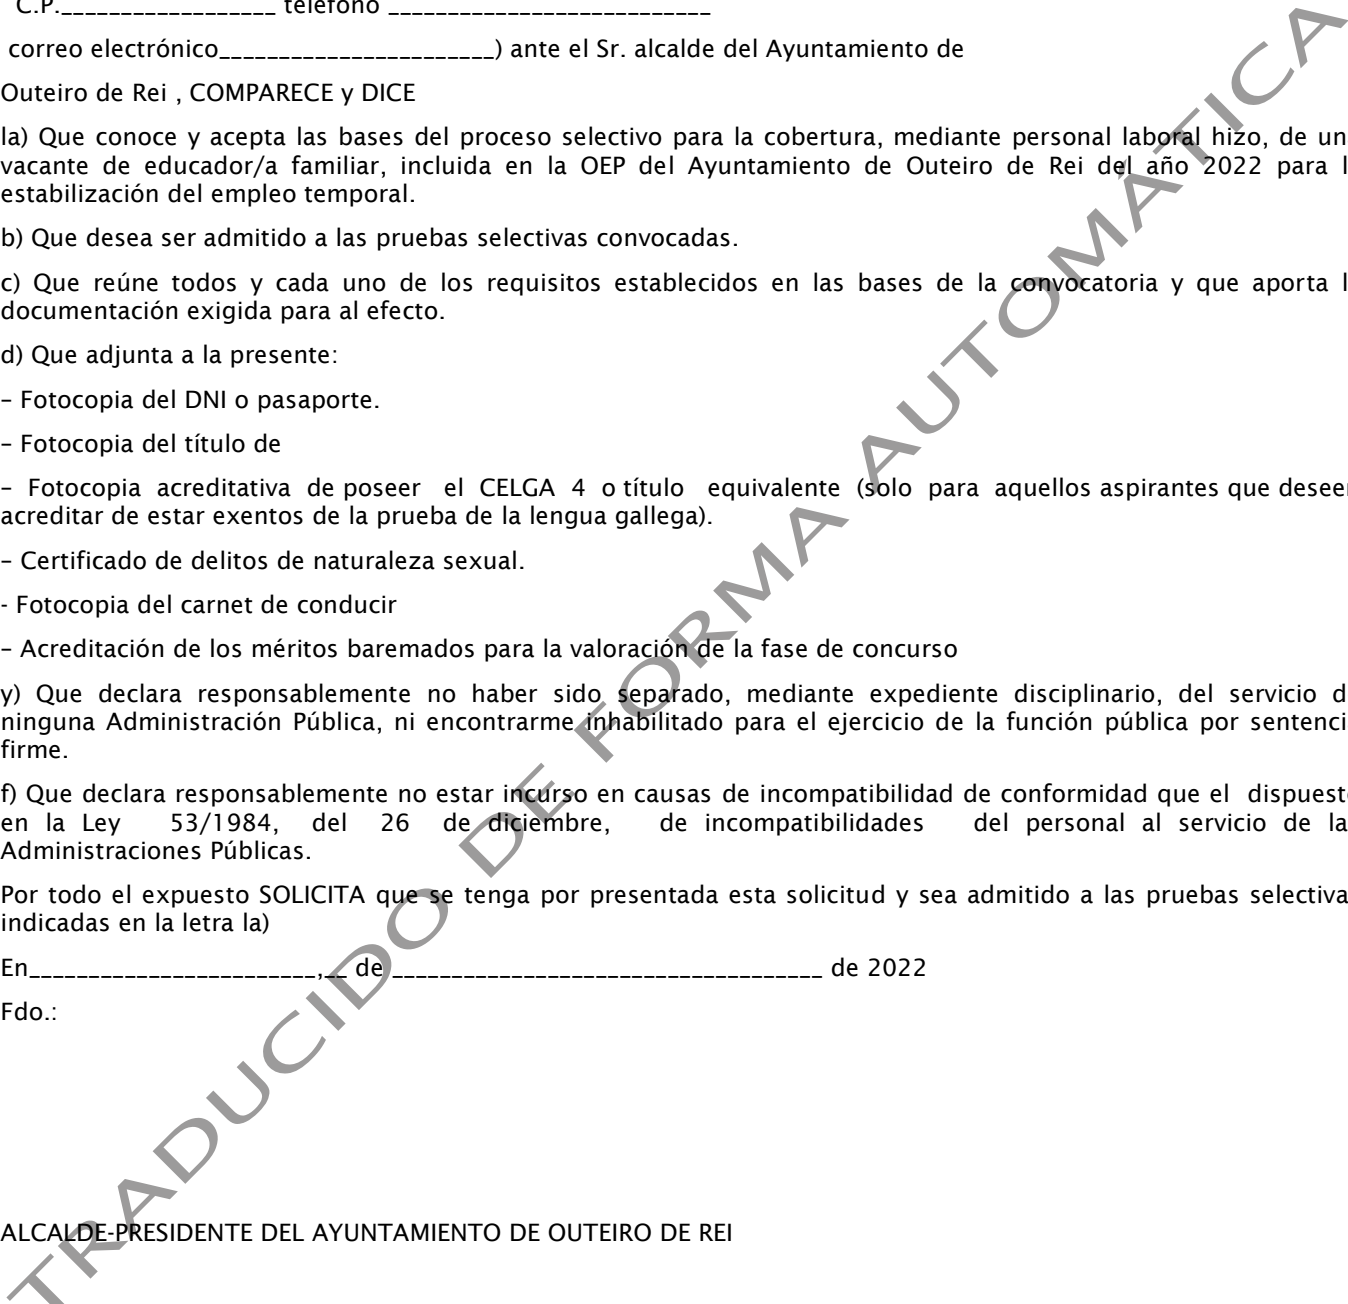 C.P.__________________ teléfono ___________________________
correo electrónico_______________________) ante el Sr. alcalde del Ayuntamiento de
Outeiro de Rei , COMPARECE y DICE
la) Que conoce y acepta las bases del proceso selectivo para la cobertura, mediante personal laboral hizo, de un
vacante de educador/a familiar, incluida en la OEP del Ayuntamiento de Outeiro de Rei del año 2022 para l
estabilización del empleo temporal.
b) Que desea ser admitido a las pruebas selectivas convocadas.
c) Que reúne todos y cada uno de los requisitos establecidos en las bases de la convocatoria y que aporta l
documentación exigida para al efecto.
d) Que adjunta a la presente:
– Fotocopia del DNI o pasaporte.
– Fotocopia del título de
– Fotocopia acreditativa de poseer el CELGA 4 o título equivalente (solo para aquellos aspirantes que deseen
acreditar de estar exentos de la prueba de la lengua gallega).
– Certificado de delitos de naturaleza sexual.
- Fotocopia del carnet de conducir
– Acreditación de los méritos baremados para la valoración de la fase de concurso
y) Que declara responsablemente no haber sido separado, mediante expediente disciplinario, del servicio d
ninguna Administración Pública, ni encontrarme inhabilitado para el ejercicio de la función pública por sentenci
firme.
f) Que declara responsablemente no estar incurso en causas de incompatibilidad de conformidad que el dispuest
en la Ley 53/1984, del 26 de diciembre, de incompatibilidades del personal al servicio de la
Administraciones Públicas.
Por todo el expuesto SOLICITA que se tenga por presentada esta solicitud y sea admitido a las pruebas selectiva
indicadas en la letra la)
En________________________,__ de ____________________________________ de 2022
Fdo.:
ALCALDE-PRESIDENTE DEL AYUNTAMIENTO DE OUTEIRO DE REI
TRADUCIDO DE FORMA AUTOMÁTICA